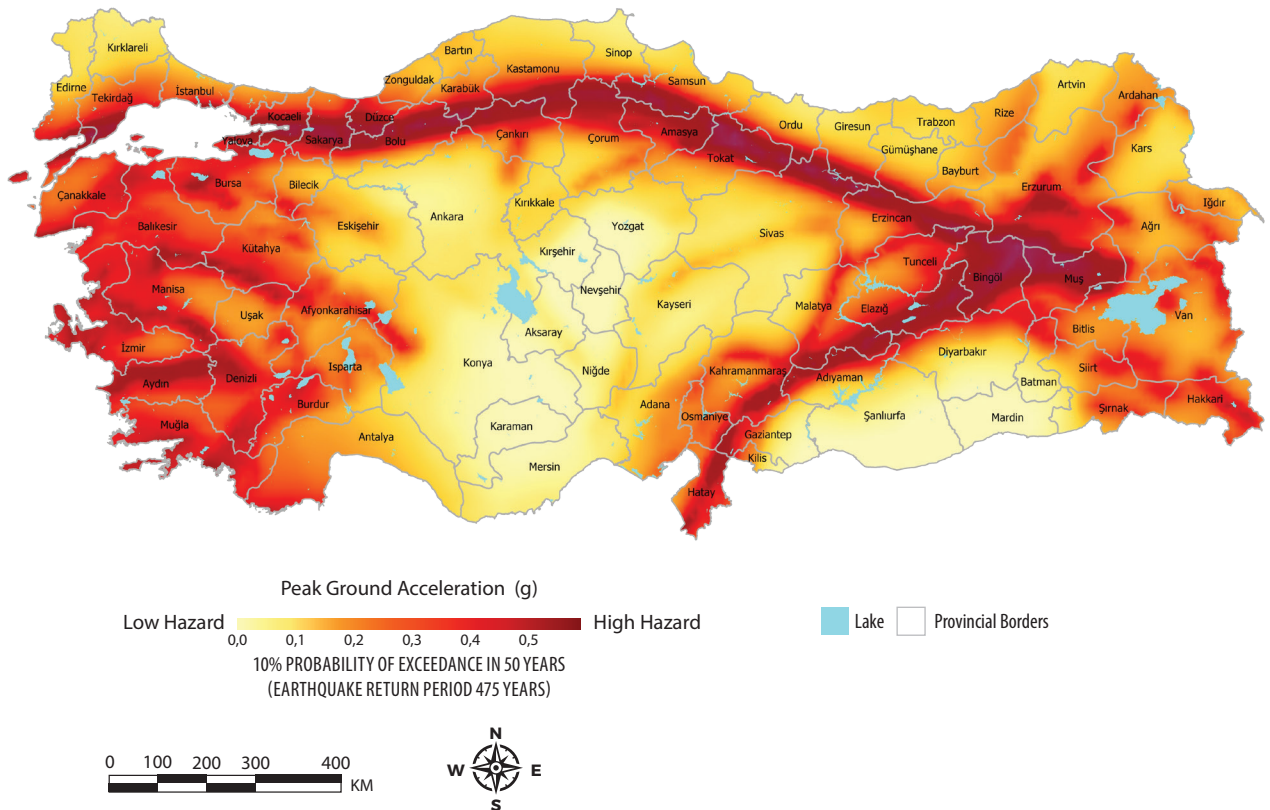 Kırklareli
Edirne
Tekirdağ
İstanbul
Kocaeli
Yalova
Sakarya
Düzce
Bolu
Zonguldak
Bartın
Karabük
Kastamonu
Sinop
Samsun
Çankırı
Çorum
Amasya
Tokat
Ordu
Giresun
Trabzon
Gümüşhane
Bayburt
Rize
Artvin
Ardahan
Kars
Erzurum
Iğdır
Ağrı
Erzincan
Çanakkale
Bursa
Bilecik
Balıkesir
Eskişehir
Kütahya
Ankara
Kırıkkale
Yozgat
Kırşehir
Sivas
Nevşehir
Kayseri
Tunceli
Bingöl
Muş
Malatya
Elazığ
Bitlis
Van
Manisa
Uşak
Afyonkarahisar
İzmir
Aydın
Denizli
Isparta
Burdur
Muğla
Antalya
Konya
Aksaray
Niğde
Karaman
Mersin
Adana
Kahramanmaraş
Osmaniye
Gaziantep
Kilis
Hatay
Adıyaman
Diyarbakır
Şanlıurfa
Batman
Mardin
Siirt
Şırnak
Hakkari
Peak Ground Acceleration (g)
Low Hazard
High Hazard
0,0 0,1 0,2 0,3 0,4 0,5
10% PROBABILITY OF EXCEEDANCE IN 50 YEARS
(EARTHQUAKE RETURN PERIOD 475 YEARS)
Lake
Provincial Borders
0 100 200 300 400
KM
N
W E
S